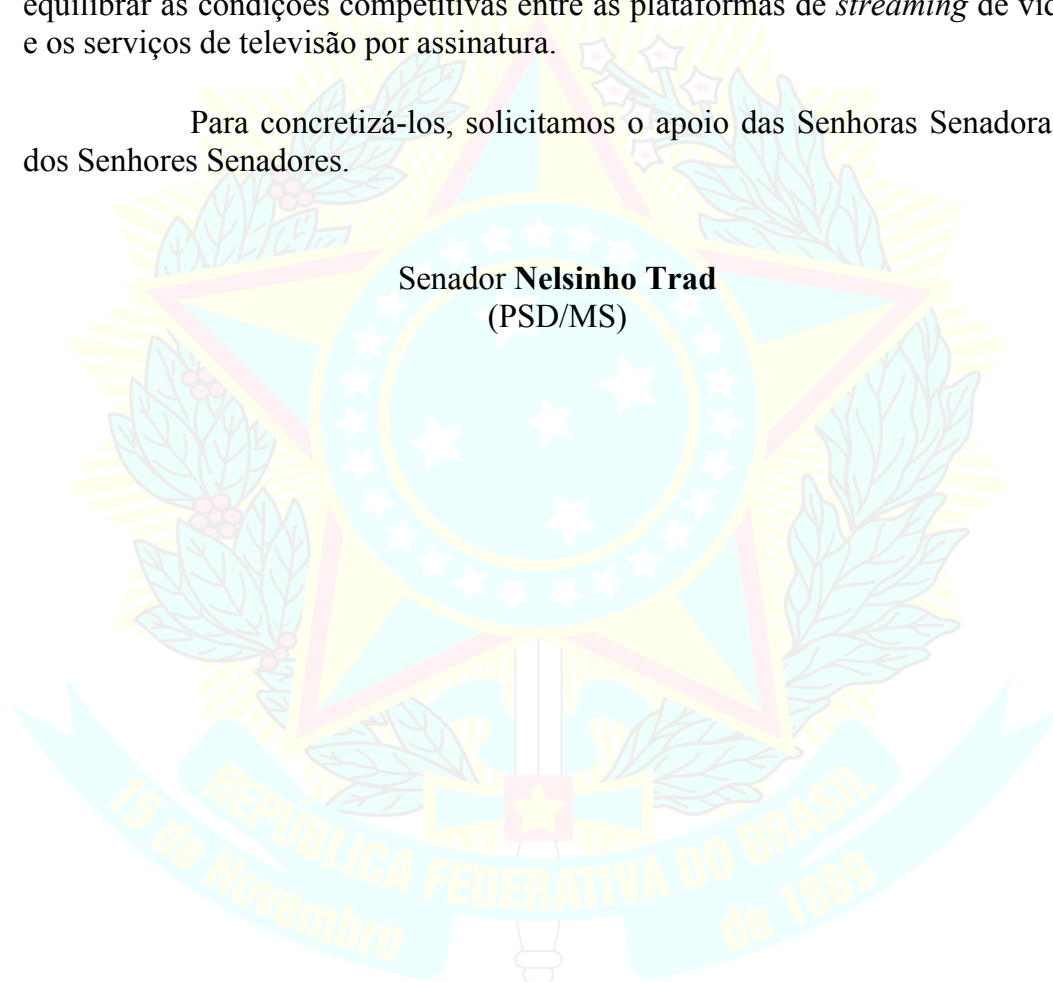 equilibrar as condições competitivas entre as plataformas de streaming de
e os serviços de televisão por assinatura.
Para concretizá-los, solicitamos o apoio das Senhoras
dos Senhores Senadores.
Senador Nelsinho Trad
(PSD/MS)
REPÚBLICA FEDERATIVA DO BRASIL
15 de Novembro
de 1889